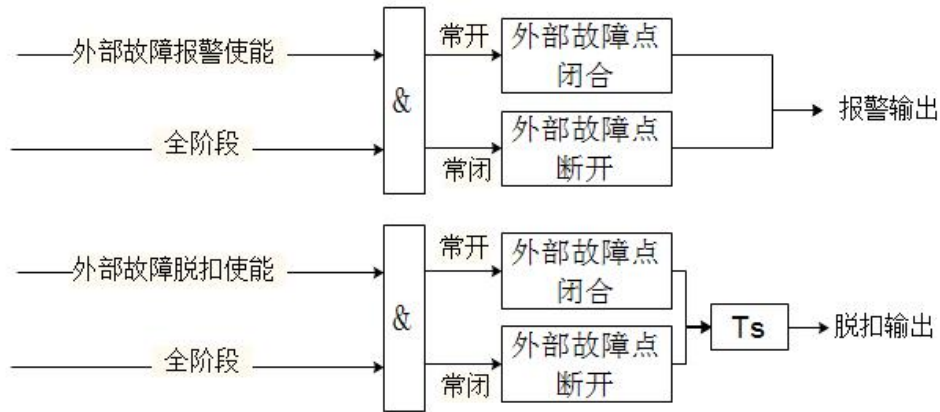 外部故障报警使能
全阶段
&
常开
常闭
外部故障点
闭合
外部故障点
断开
报警输出
外部故障脱扣使能
全阶段
&
常开
常闭
外部故障点
闭合
外部故障点
断开
Ts
脱扣输出